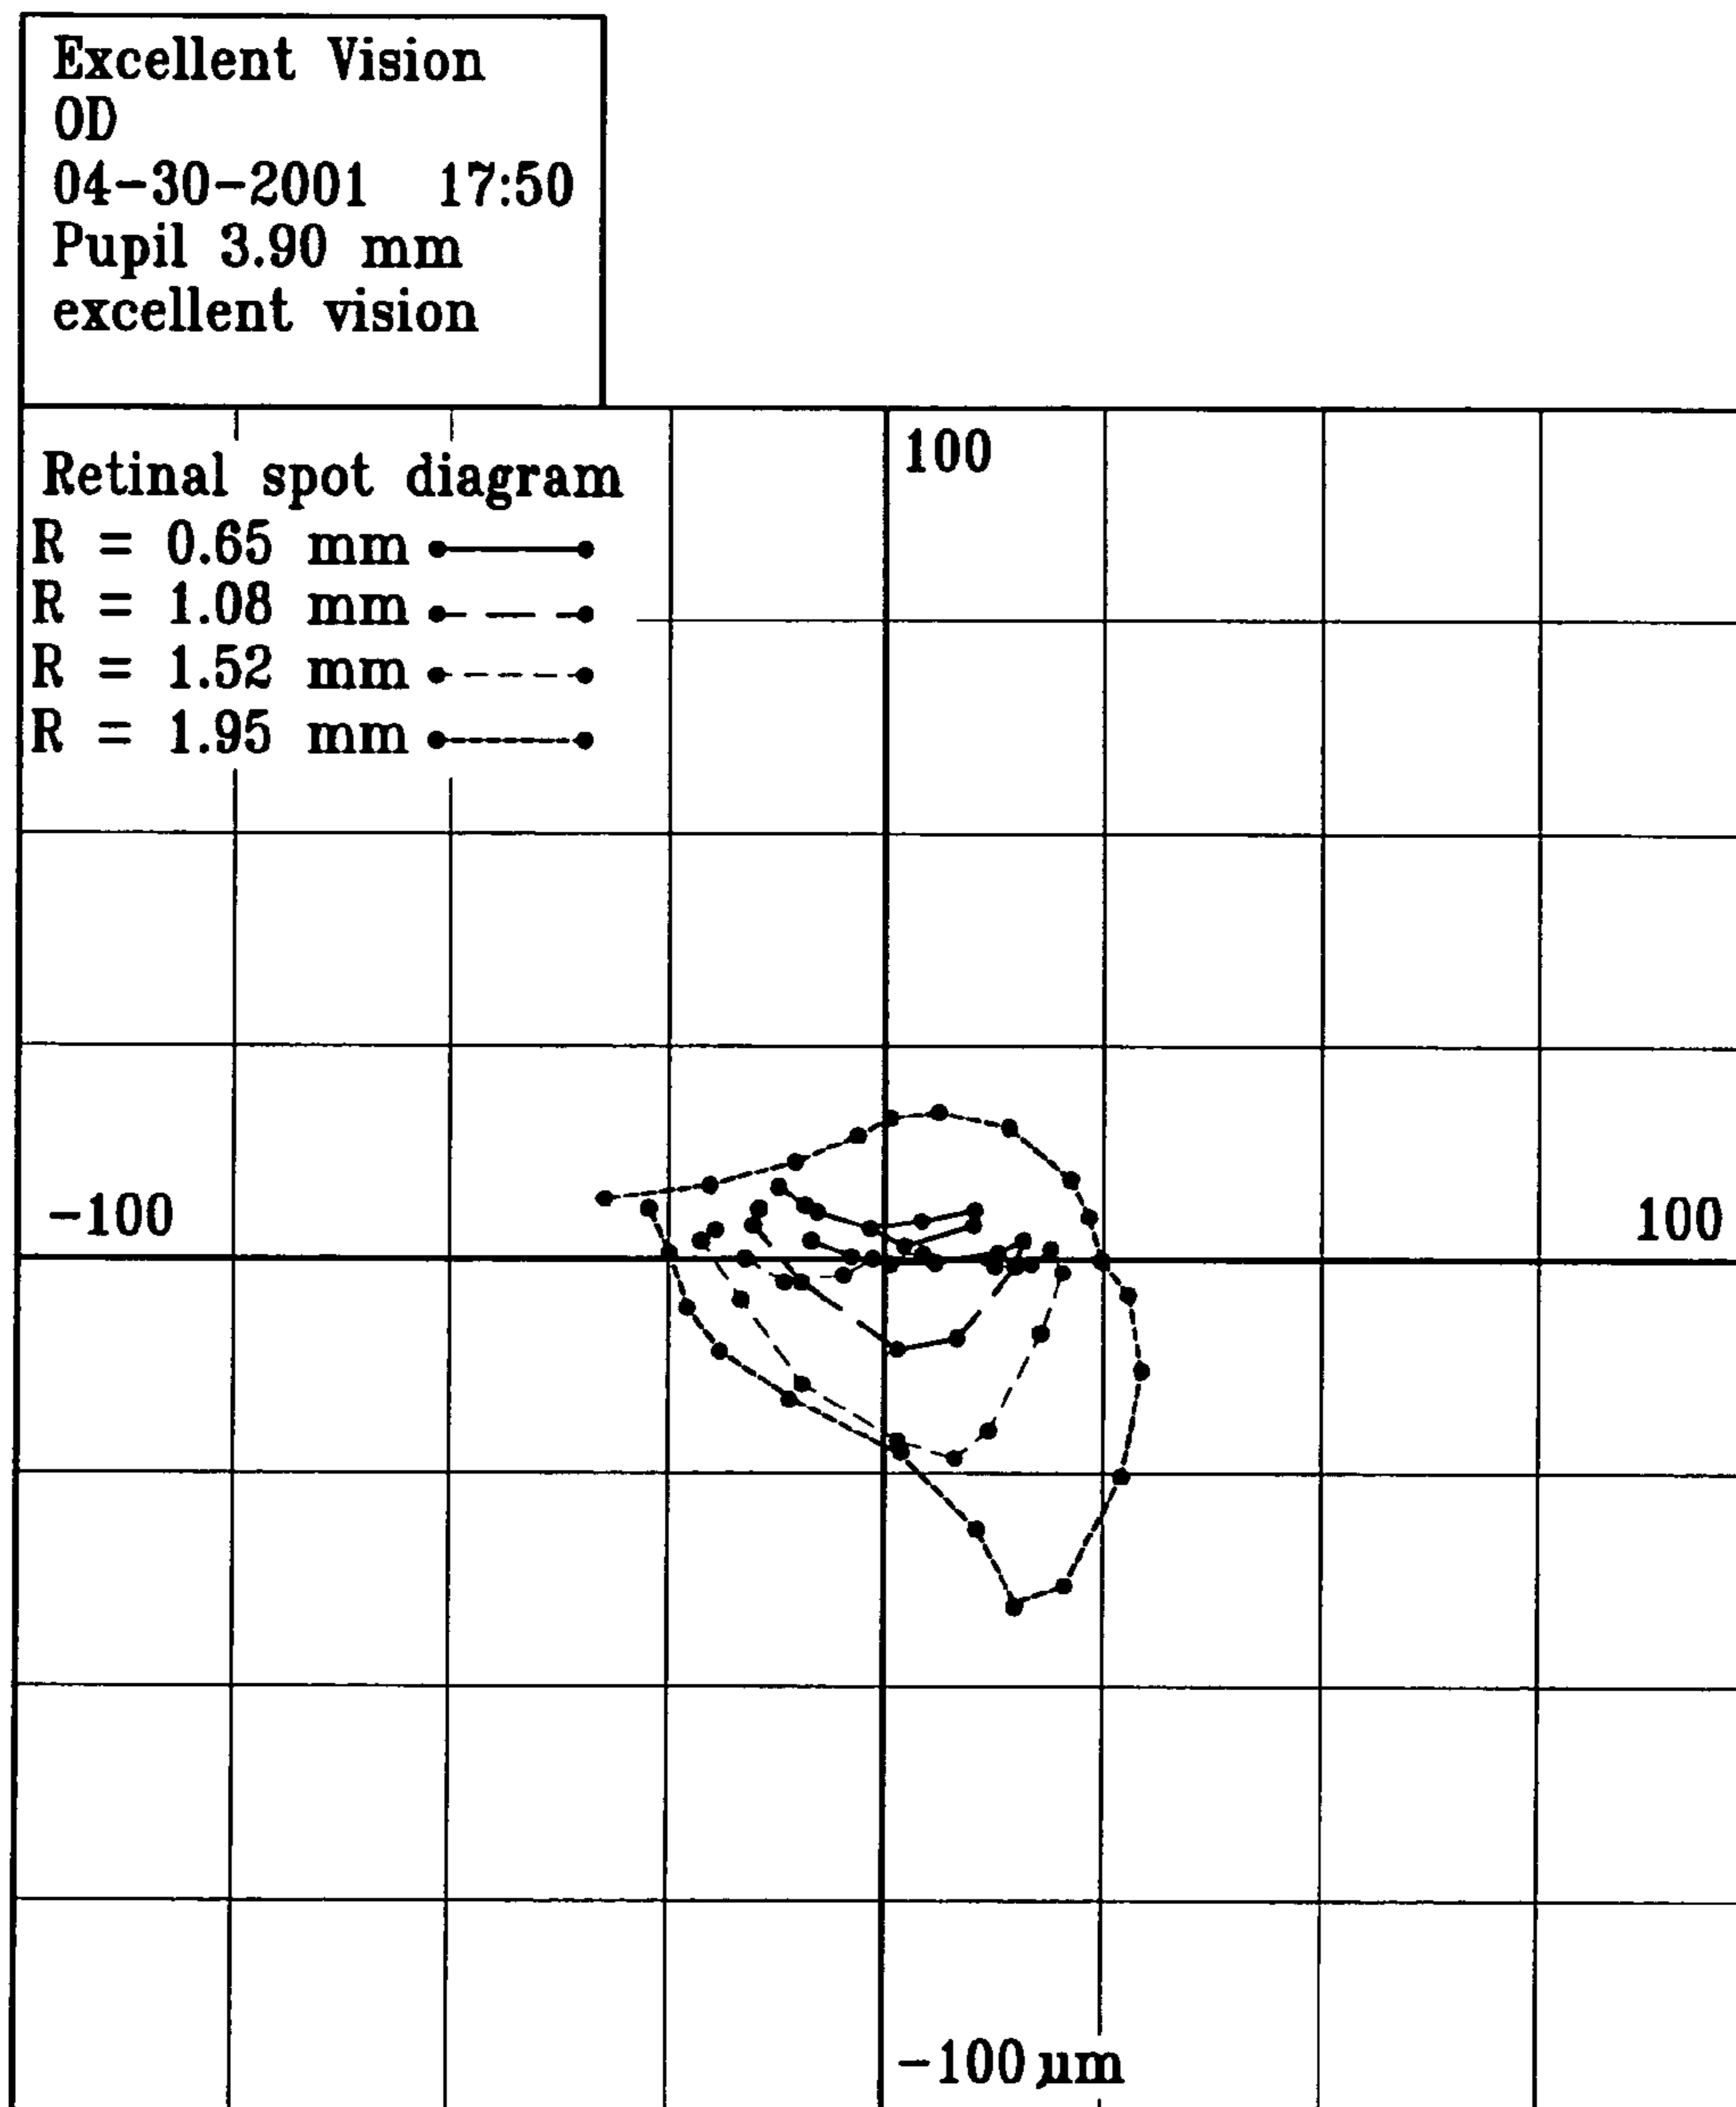 Excellent Vision
OD
04-30-2001 17:50
Pupil 3.90 mm
excellent vision
100
Retinal spot diagram
R = 0.65 mm
R = 1.08 mm
R = 1.52 mm
R = 1.95 mm
-100
100
-100 μm